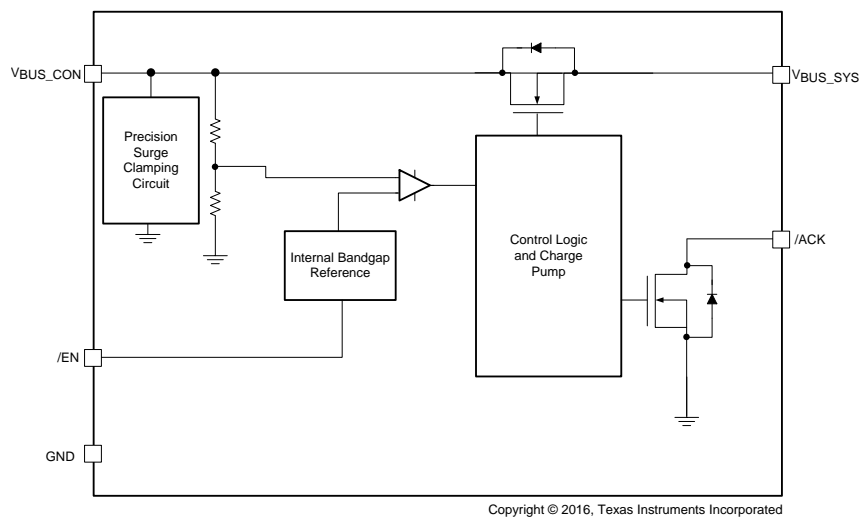 VBUS_CON
VBUS_SYS
Precision
Surge
Clamping
Circuit
Control Logic
and Charge
Pump
/ACK
Internal Bandgap
Reference
/EN
GND
Copyright © 2016, Texas Instruments Incorporated